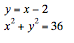 y = x − 2
x² + y² = 36